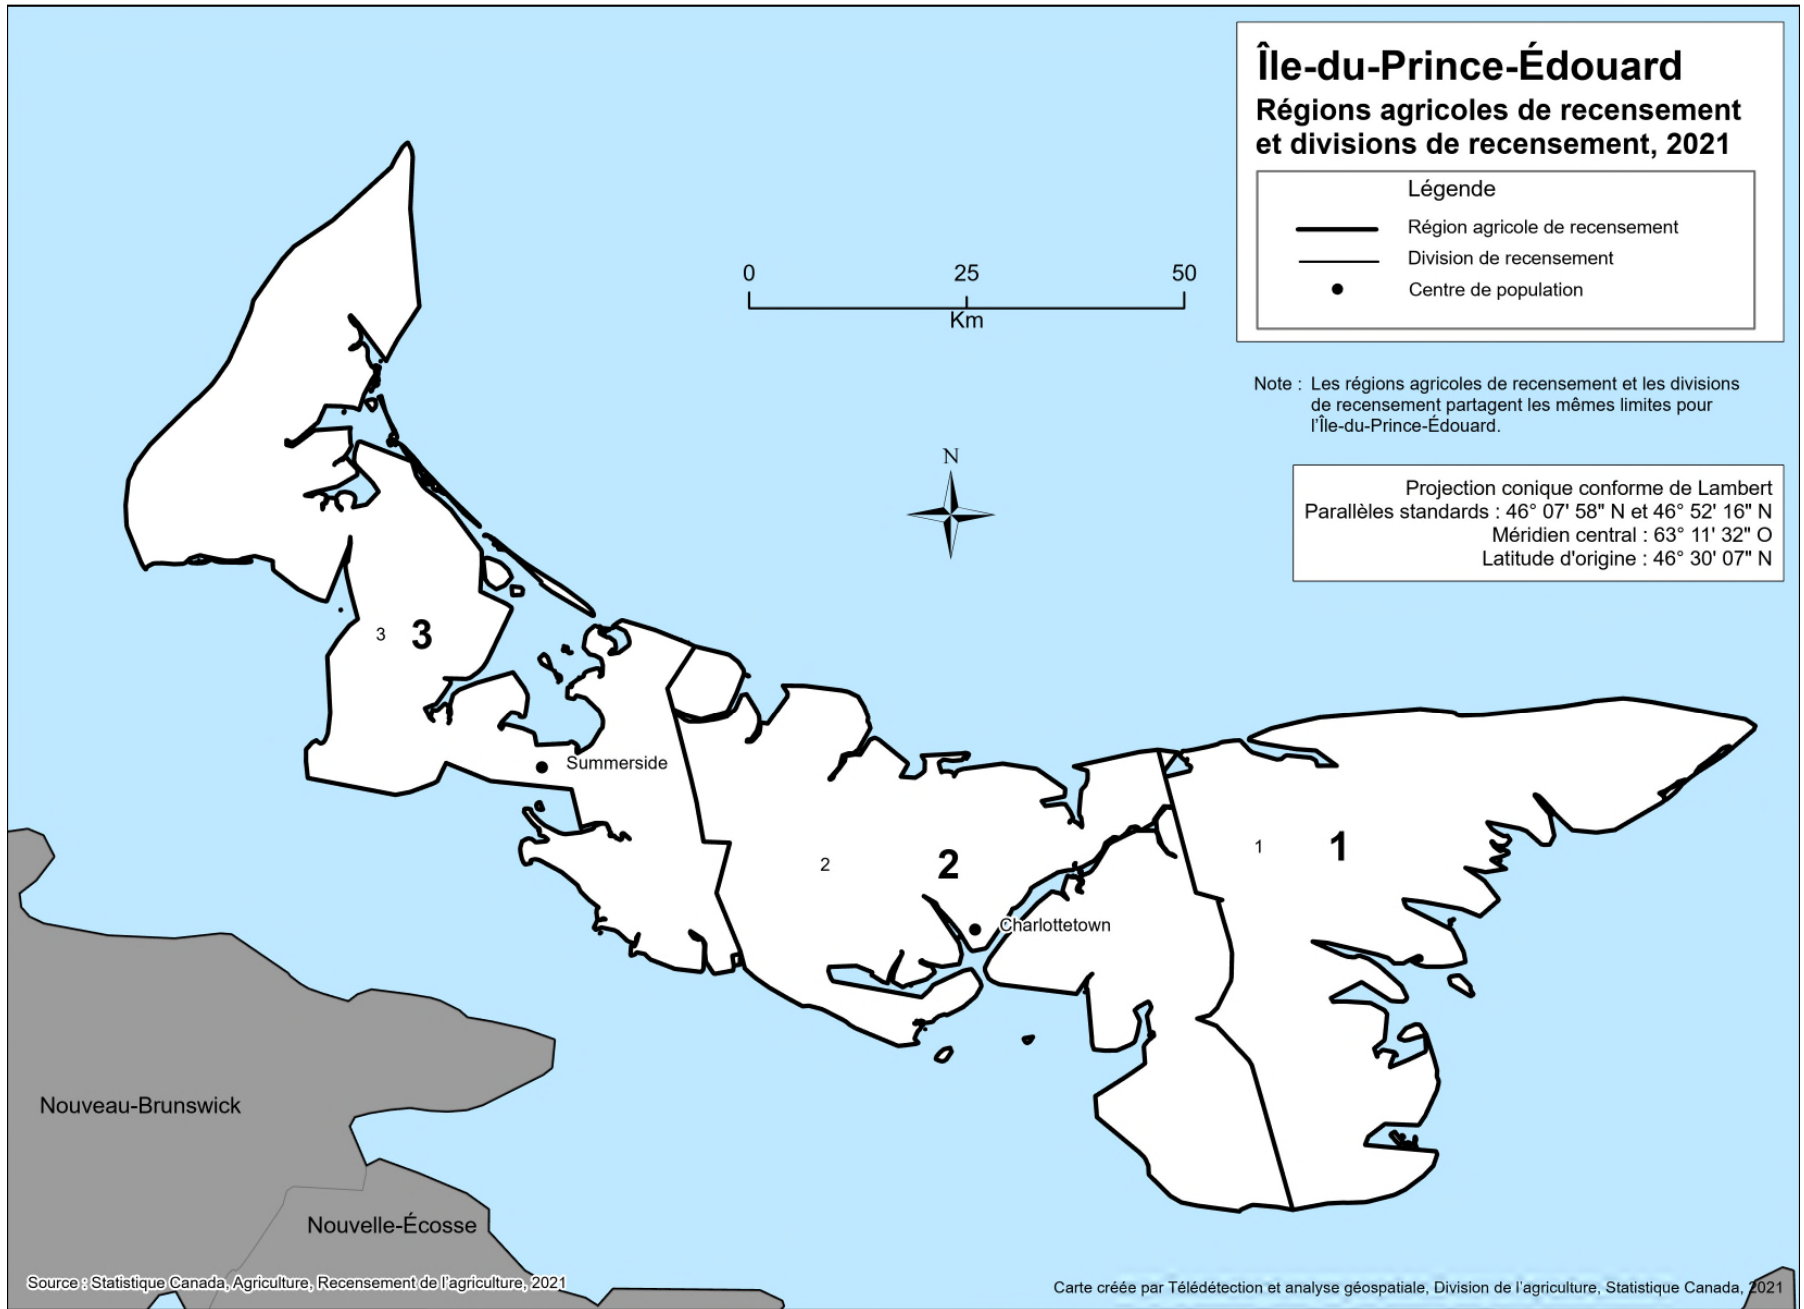 Île-du-Prince-Édouard
Régions agricoles de recensement
et divisions de recensement, 2021
Légende
Région agricole de recensement
Division de recensement
Centre de population
0 25 50
Km
Note : Les régions agricoles de recensement et les divisions
de recensement partagent les mêmes limites pour
l'Île-du-Prince-Édouard.
N
Projection conique conforme de Lambert
Parallèles standards : 46° 07' 58" N et 46° 52' 16" N
Méridien central : 63° 11' 32" O
Latitude d'origine : 46° 30' 07" N
3 3
Summerside
1 1
2 2
Charlottetown
Nouveau-Brunswick
Nouvelle-Écosse
Source : Statistique Canada, Agriculture, Recensement de l'agriculture, 2021
Carte créée par Télédétection et analyse géospatiale, Division de l'agriculture, Statistique Canada, 2021